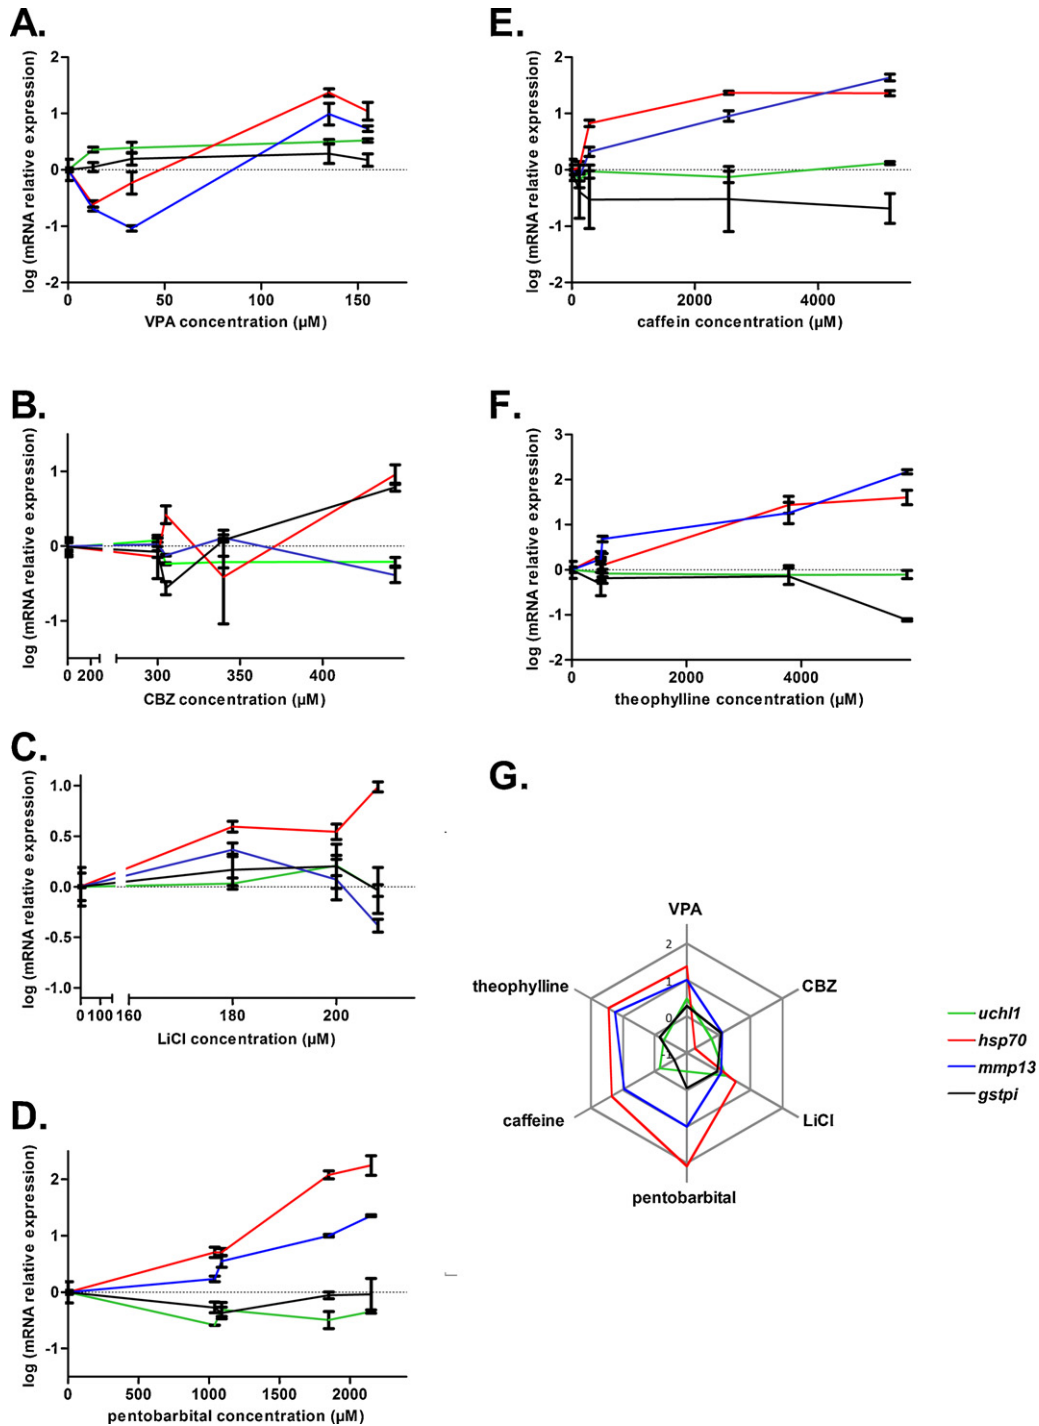 A.
log (mRNA relative expression)
2
1
0
-1
-2
0 50 100 150
VPA concentration (µM)
B.
log (mRNA relative expression)
1
0
-1
0 200 300 350 400
CBZ concentration (µM)
C.
log (mRNA relative expression)
1.0
0.5
0.0
-0.5
-1.0
0 100 160 180 200
LiCl concentration (µM)
D.
log (mRNA relative expression)
2
1
0
-1
0 500 1000 1500 2000
pentobarbital concentration (µM)
E.
log (mRNA relative expression)
2
1
0
-1
-2
0 2000 4000
caffein concentration (µM)
F.
log (mRNA relative expression)
3
2
1
0
-1
-2
0 2000 4000
theophylline concentration (µM)
G.
VPA
2
1
0
-1
theophylline
CBZ
caffeine
LiCl
pentobarbital
uchl1
hsp70
mmp13
gstpi